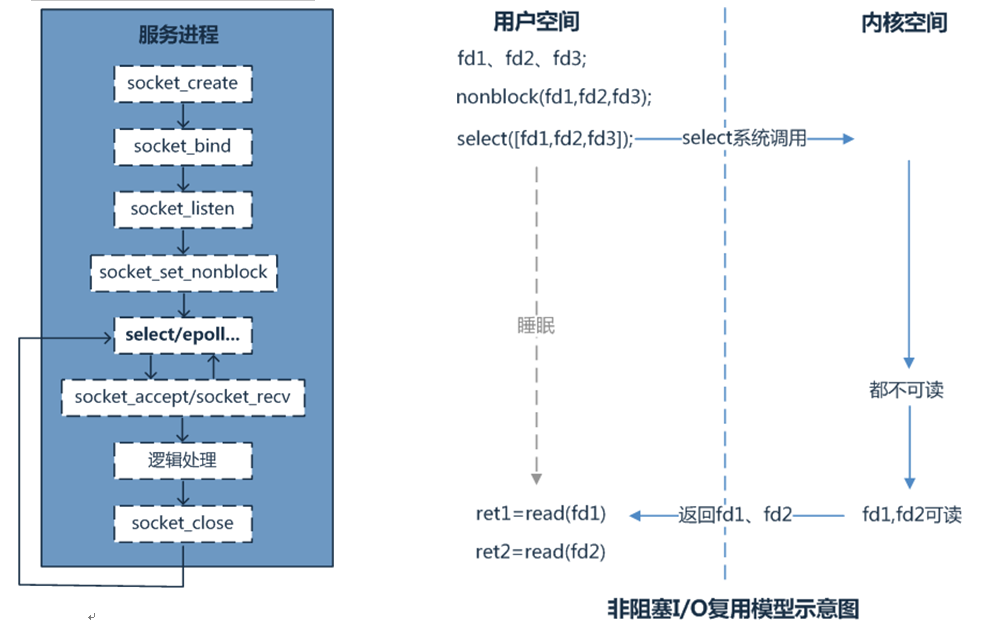 服务进程
socket_create
socket_bind
socket_listen
socket_set_nonblock
select/epoll...
socket_accept/socket_recv
逻辑处理
socket_close
用户空间
内核空间
fd1、fd2、fd3;
nonblock(fd1,fd2,fd3);
select([fd1,fd2,fd3]);
select系统调用
睡眠
都不可读
ret1=read(fd1)
返回fd1、fd2
fd1,fd2可读
ret2=read(fd2)
非阻塞I/O复用模型示意图